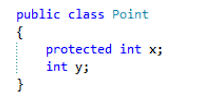 public class Point
{
    protected int x;
    int y;
}